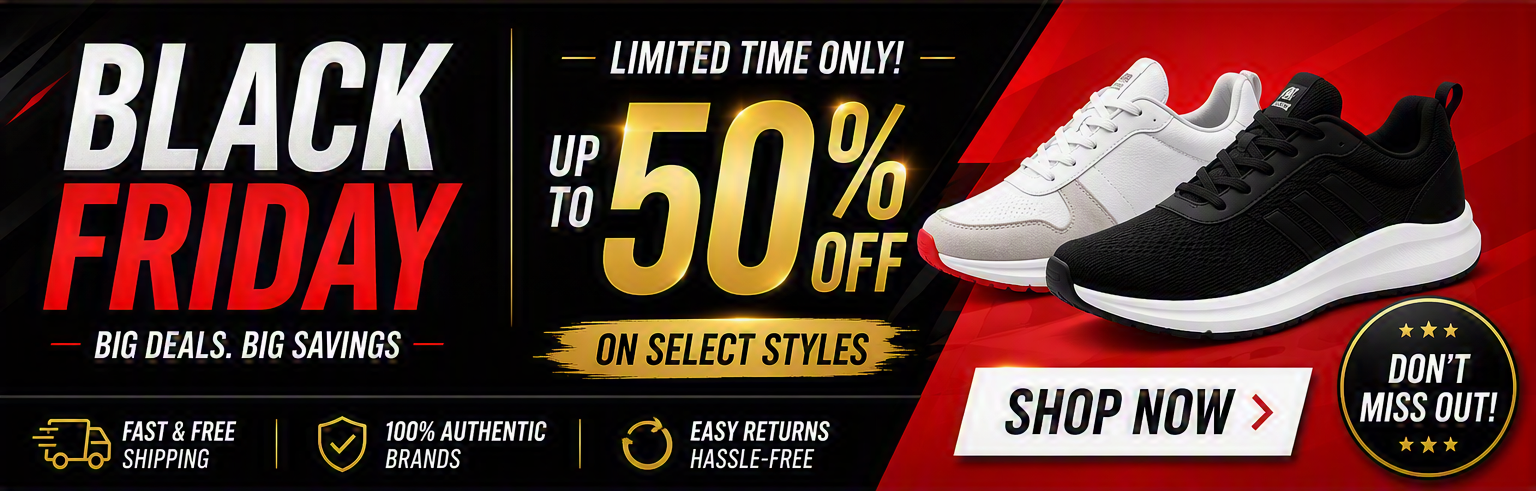 BLACK
FRIDAY
BIG DEALS. BIG SAVINGS
LIMITED TIME ONLY!
UP
TO
50%
OFF
ON SELECT STYLES
FAST & FREE
SHIPPING
100% AUTHENTIC
BRANDS
EASY RETURNS
HASSLE-FREE
SHOP NOW
DON'T
MISS OUT!